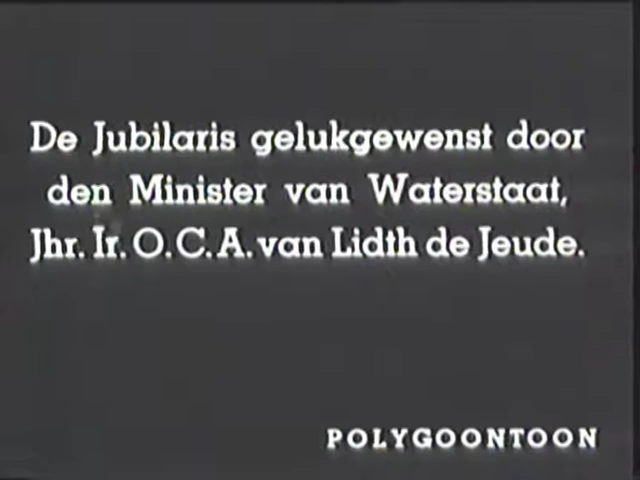 De Jubilaris gelukgewenst door
den Minister van Waterstaat,
Jhr. Ir. O.C.A. van Lidth de Jeude.
POLYGOONTOON